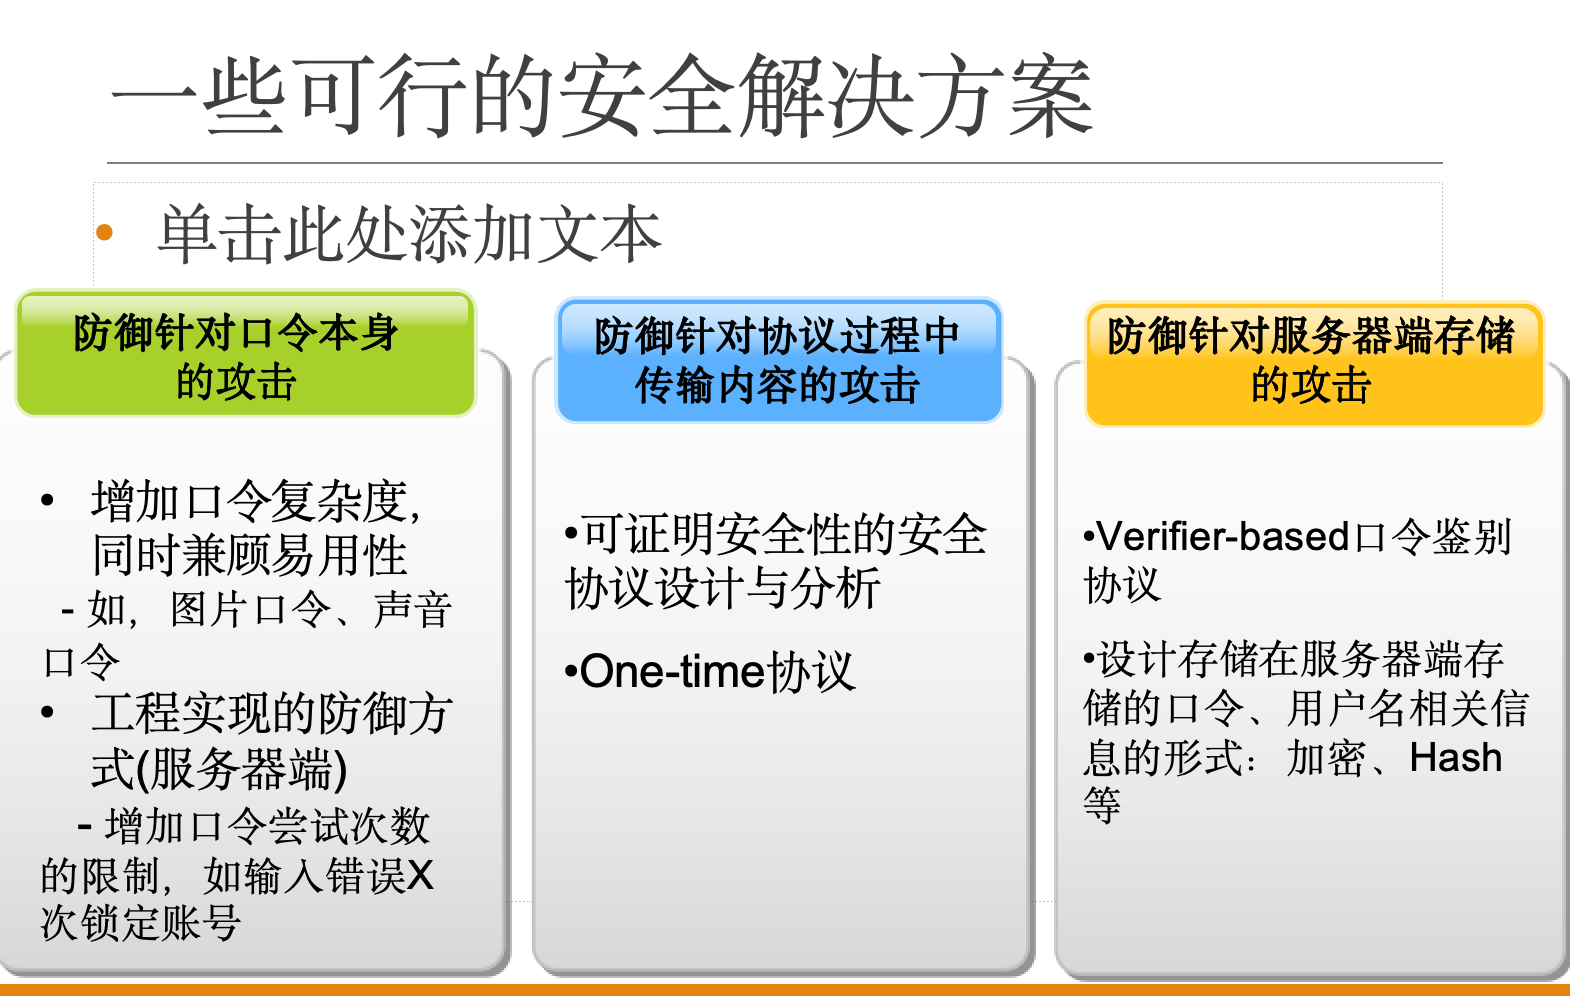 一些可行的安全解决方案
• 单击此处添加文本
防御针对口令本身
的攻击
• 增加口令复杂度，
同时兼顾易用性
- 如，图片口令、声音
口令
• 工程实现的防御方
式(服务器端)
- 增加口令尝试次数
的限制，如输入错误X
次锁定账号
防御针对协议过程中
传输内容的攻击
•可证明安全性的安全
协议设计与分析
•One-time协议
防御针对服务器端存储
的攻击
•Verifier-based口令鉴别
协议
•设计存储在服务器端存
储的口令、用户名相关信
息的形式：加密、Hash
等